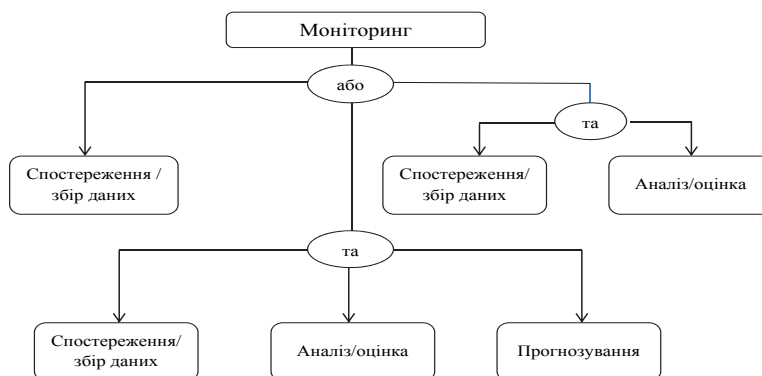 Моніторинг
або
та
Спостереження /
збір даних
Спостереження/
збір даних
Аналіз/оцінка
та
Спостереження/
збір даних
Аналіз/оцінка
Прогнозування